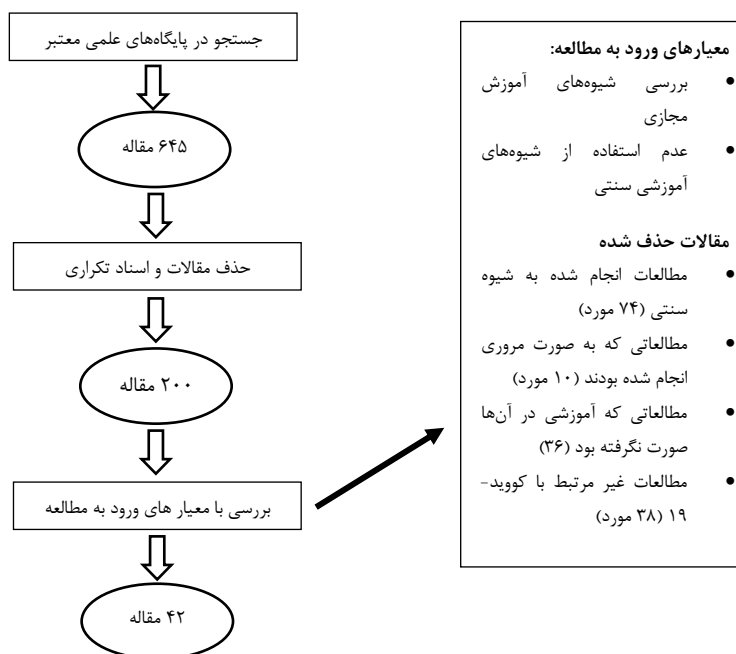 جستجو در پایگاه‌های علمی معتبر
۶۴۵ مقاله
حذف مقالات و اسناد تکراری
۲۰۰ مقاله
بررسی با معیار های ورود به مطالعه
۴۲ مقاله
معیارهای ورود به مطالعه:
• بررسی شیوه‌های آموزش
مجازی
• عدم استفاده از شیوه‌های
آموزشی سنتی
مقالات حذف شده
• مطالعات انجام شده به شیوه
سنتی (۷۴ مورد)
• مطالعاتی که به صورت مروری
انجام شده بودند (۱۰ مورد)
• مطالعاتی که آموزشی در آن‌ها
صورت نگرفته بود (۳۶)
• مطالعات غیر مرتبط با کووید-
۱۹ (۳۸ مورد)